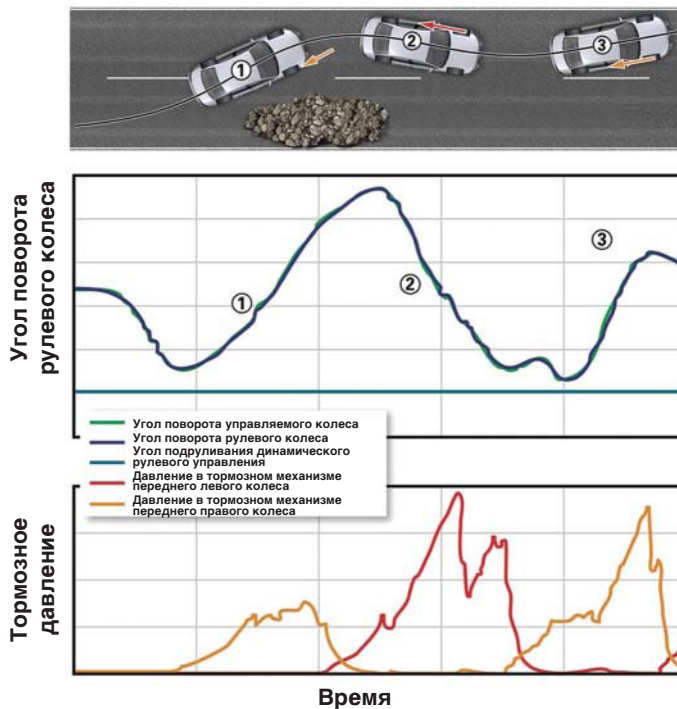 ① ② ③
Угол поворота
рулевого колеса
① ② ③
Угол поворота управляемого колеса
Угол поворота рулевого колеса
Угол подруливания динамического
рулевого управления
Давление в тормозном механизме
переднего левого колеса
Давление в тормозном механизме
переднего правого колеса
Тормозное
давление
Время